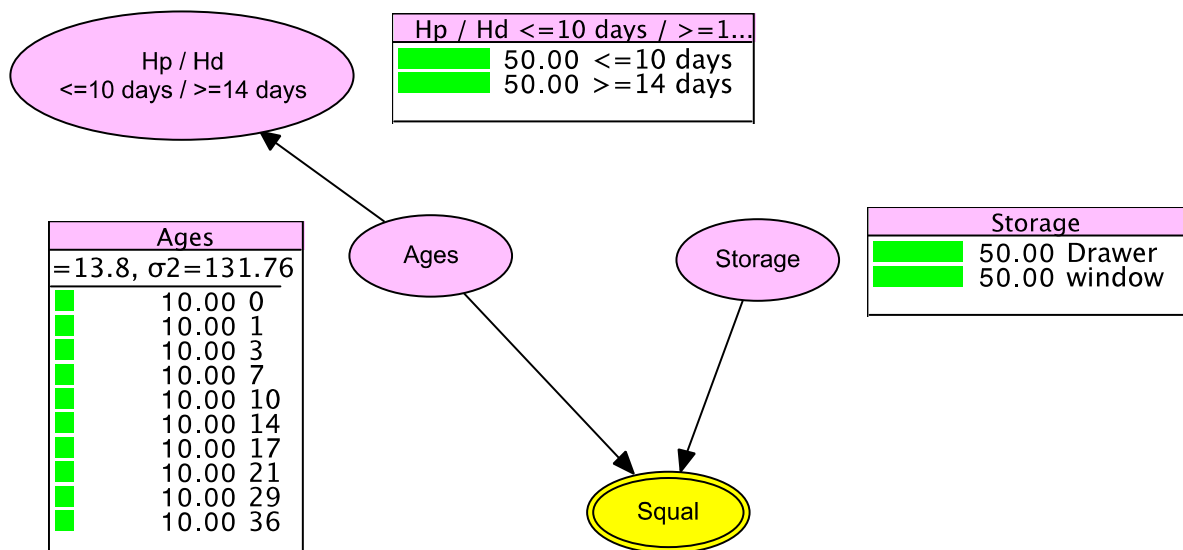 Hp / Hd
<=10 days / >=14 days
Hp / Hd <=10 days / >=1...
50.00 <=10 days
50.00 >=14 days
Ages
=13.8, σ2=131.76
10.00 0
10.00 1
10.00 3
10.00 7
10.00 10
10.00 14
10.00 17
10.00 21
10.00 29
10.00 36
Ages
Storage
Storage
50.00 Drawer
50.00 window
Squal